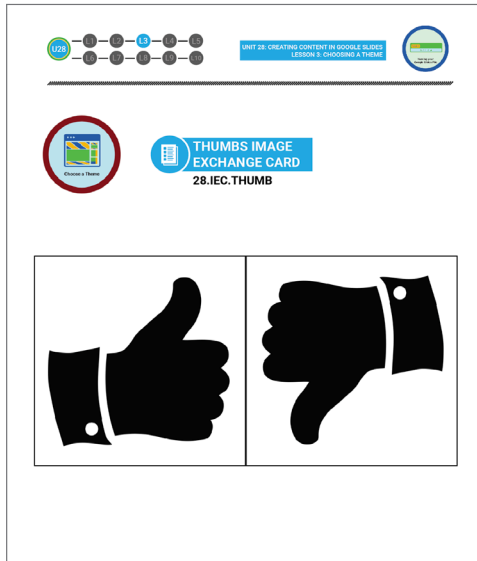 U28
L1 L2 L3 L4 L5
L6 L7 L8 L9 L10
UNIT 28: CREATING CONTENT IN GOOGLE SLIDES
LESSON 3: CHOOSING A THEME
Choose a Theme
THUMBS IMAGE
EXCHANGE CARD
28.IEC.THUMB